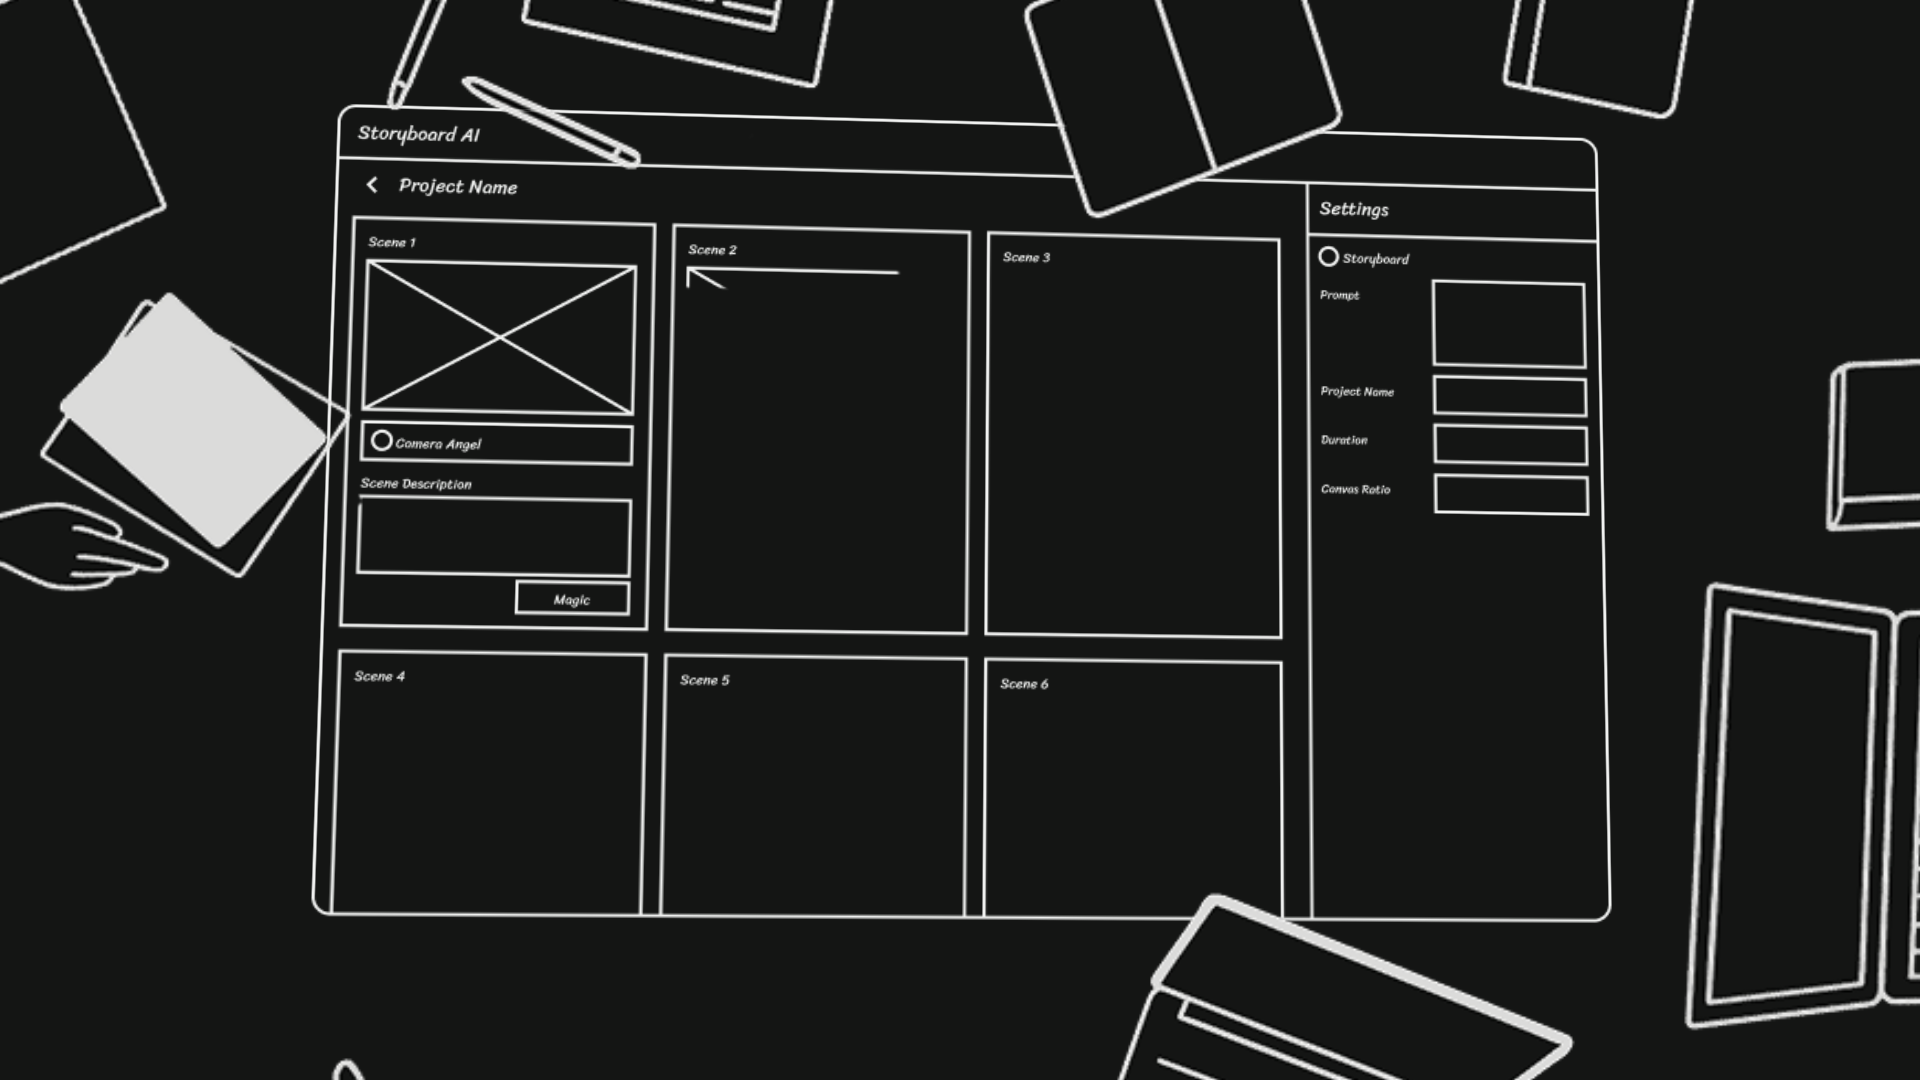 Storyboard AI
Project Name
Scene 1
Camera Angel
Scene Description
Magic
Scene 2
Scene 3
Scene 4
Scene 5
Scene 6
Settings
Storyboard
Prompt
Project Name
Duration
Canvas Ratio